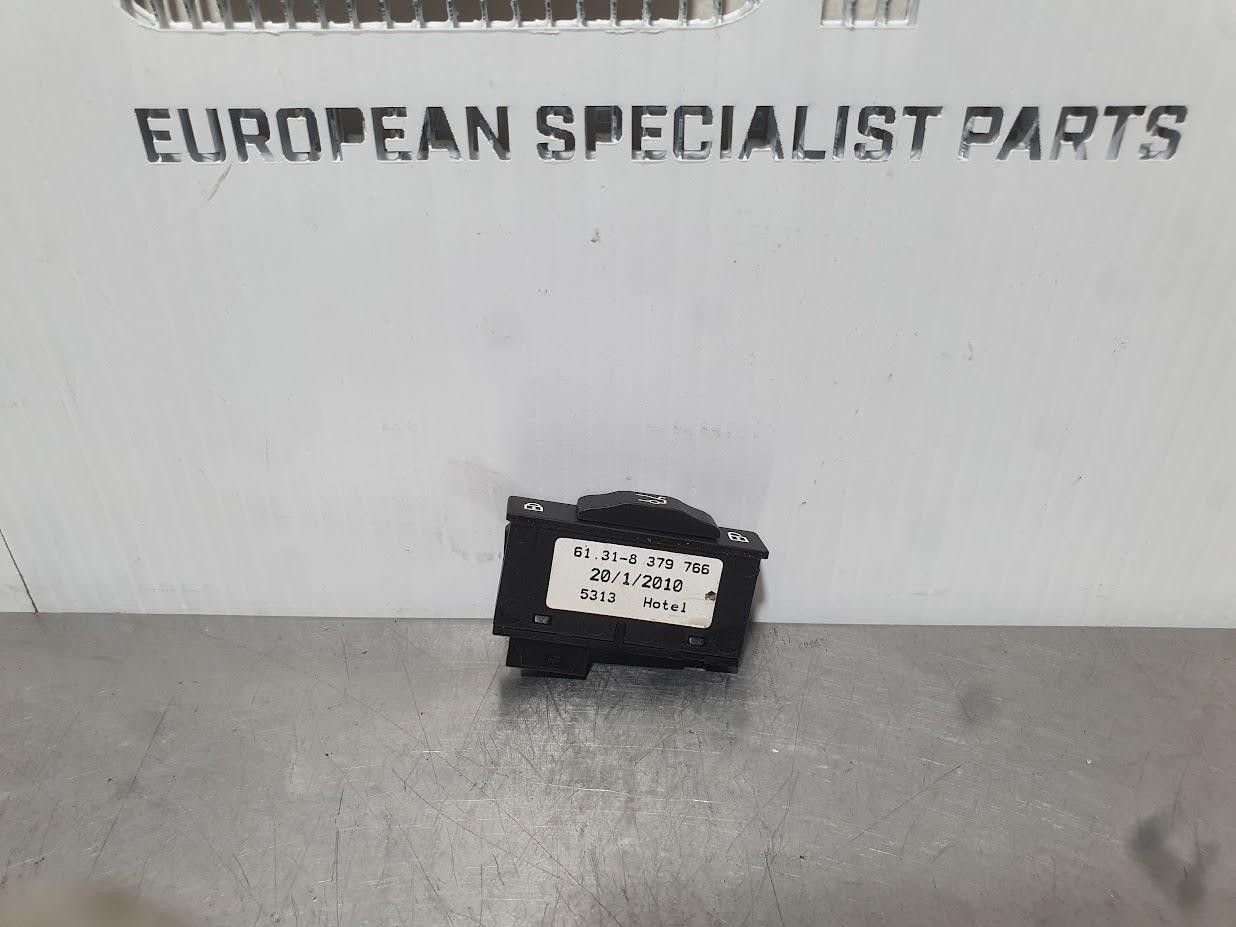 EUROPEAN SPECIALIST PARTS
61.31-8 379 766
20/1/2010
5313 Hotel